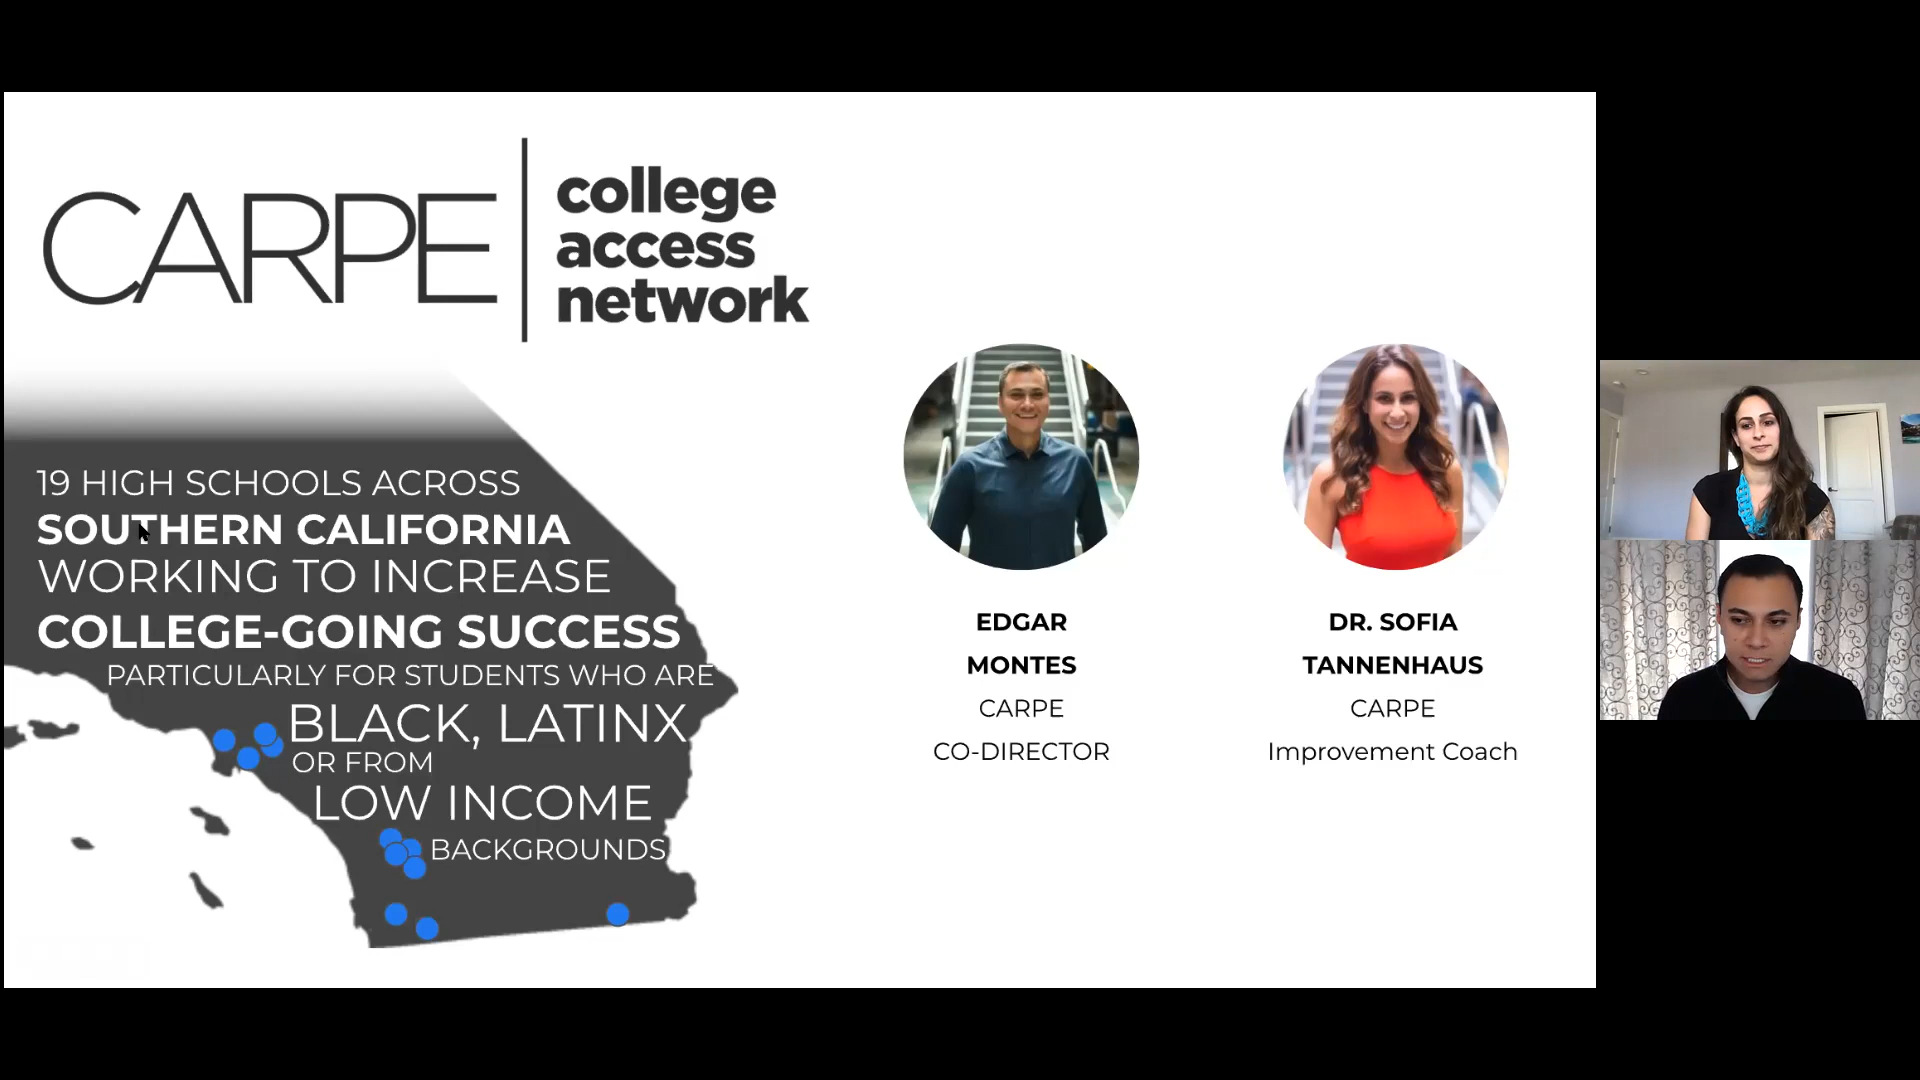 CARPE
college
access
network
19 HIGH SCHOOLS ACROSS
SOUTHERN CALIFORNIA
WORKING TO INCREASE
COLLEGE-GOING SUCCESS
PARTICULARLY FOR STUDENTS WHO ARE
BLACK, LATINX
OR FROM
LOW INCOME
BACKGROUNDS
EDGAR
MONTES
CARPE
CO-DIRECTOR
DR. SOFIA
TANNENHAUS
CARPE
Improvement Coach